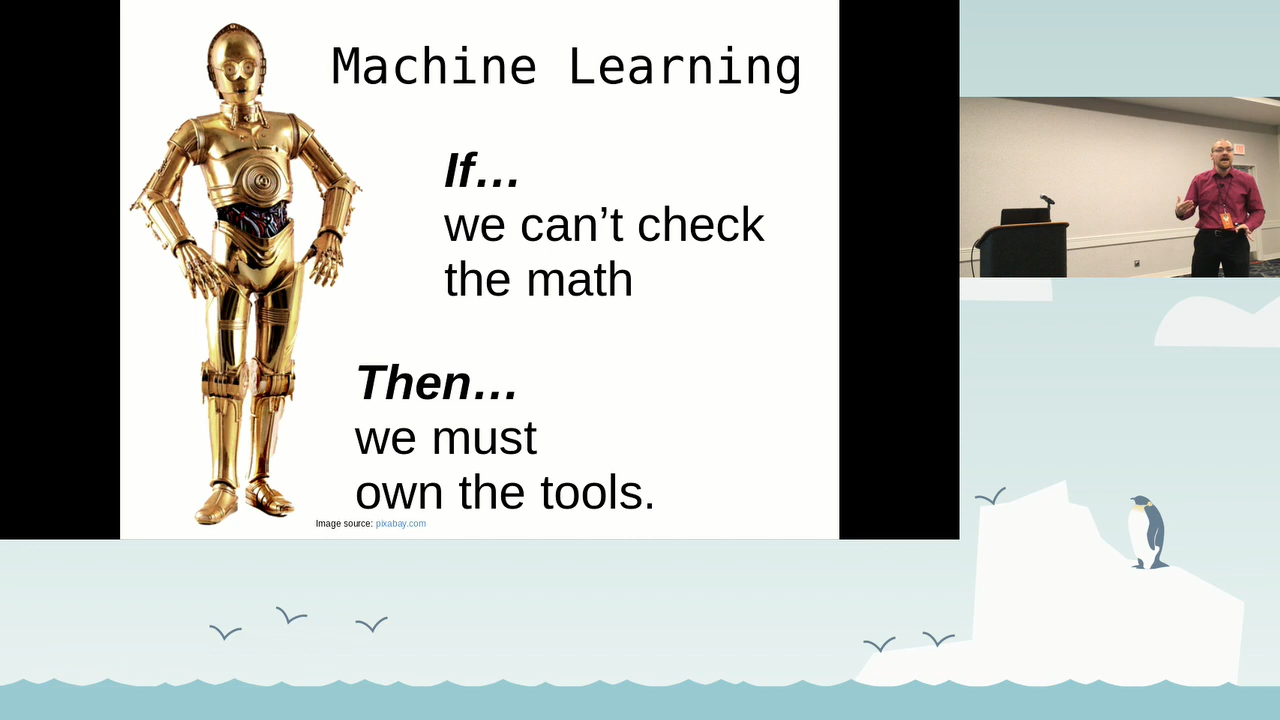 Machine Learning
If…
we can’t check
the math
Then…
we must
own the tools.
Image source: pixabay.com